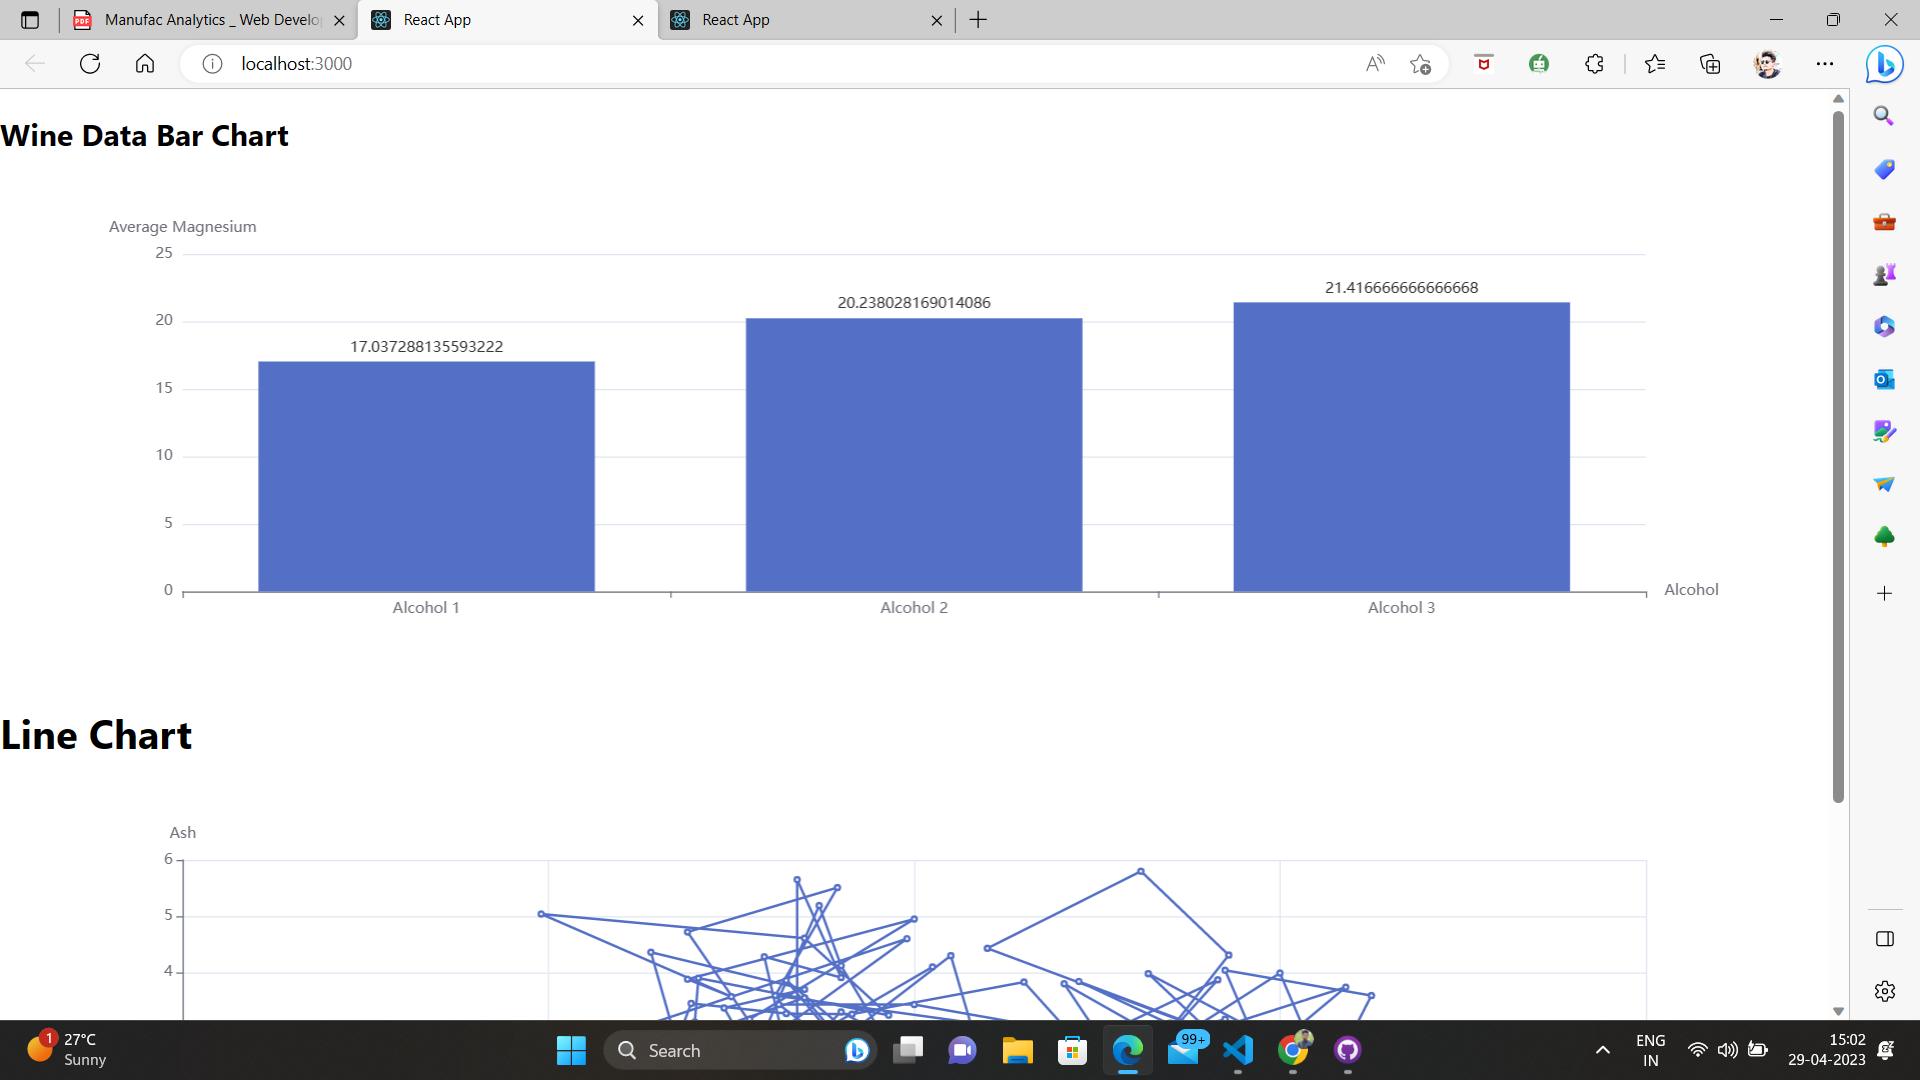 Manufac Analytics _ Web Develo
React App
React App
localhost:3000
Wine Data Bar Chart
Average Magnesium
25
20
15
10
5
0
17.037288135593222
20.238028169014086
21.416666666666668
Alcohol 1
Alcohol 2
Alcohol 3
Alcohol
Line Chart
Ash
6
5
4
1
27°C
Sunny
Search
99+
ENG
IN
15:02
29-04-2023